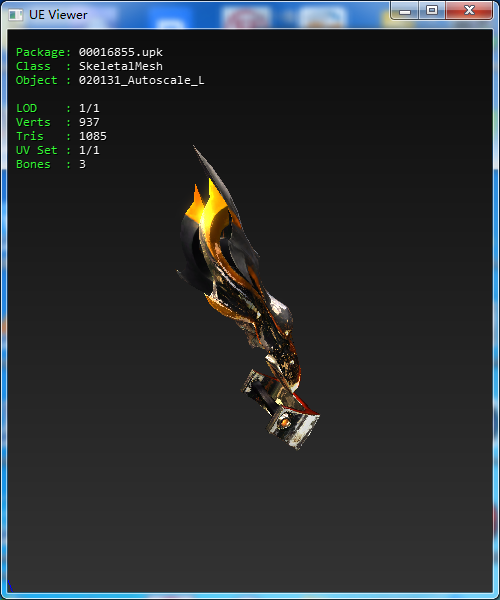 UE Viewer
Package: 00016855.upk
Class : SkeletalMesh
Object : 020131_Autoscale_L
LOD : 1/1
Verts : 937
Tris : 1085
UV Set : 1/1
Bones : 3